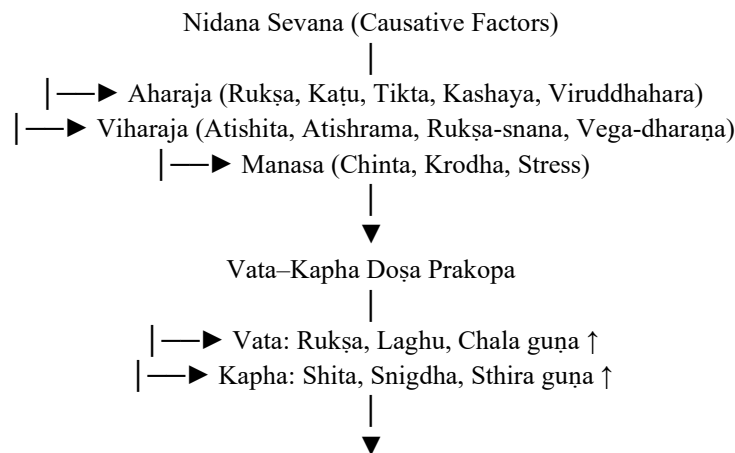 Nidana Sevana (Causative Factors)
│
│──► Aharaja (Rukṣa, Kaṭu, Tikta, Kashaya, Viruddhahara)
│──► Viharaja (Atishita, Atishrama, Rukṣa-snana, Vega-dharaṇa)
│──► Manasa (Chinta, Krodha, Stress)
│
▼
Vata–Kapha Doṣa Prakopa
│
│──► Vata: Rukṣa, Laghu, Chala guṇa ↑
│──► Kapha: Shita, Snigdha, Sthira guṇa ↑
│
▼